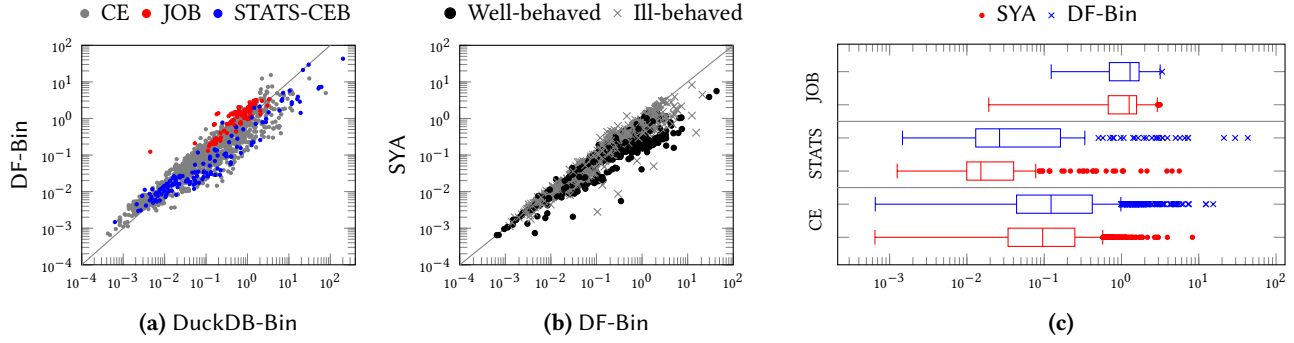 CE JOB STATS-CEB
10^2
10^1
10^0
10^-1
10^-2
10^-3
10^-4
DF-Bin
10^-4 10^-3 10^-2 10^-1 10^0 10^1 10^2
(a) DuckDB-Bin
Well-behaved Ill-behaved
10^2
10^1
10^0
10^-1
10^-2
10^-3
10^-4
SYA
10^-4 10^-3 10^-2 10^-1 10^0 10^1 10^2
(b) DF-Bin
SYA DF-Bin
JOB
STATS
CE
10^-3 10^-2 10^-1 10^0 10^1 10^2
(c)